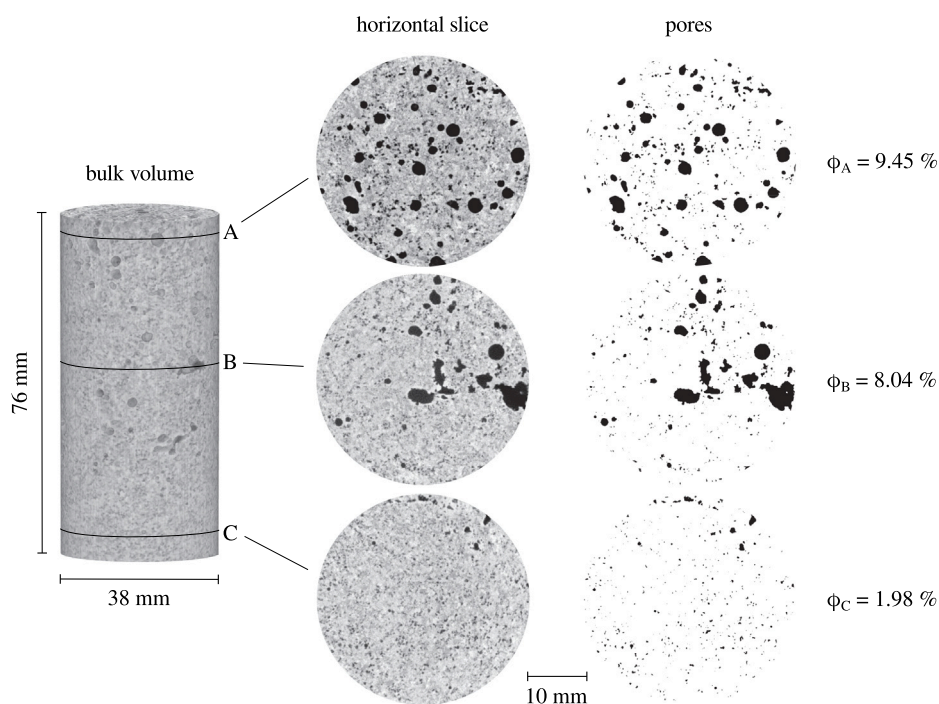 horizontal slice
pores
bulk volume
A
B
C
76 mm
38 mm
10 mm
ϕA = 9.45 %
ϕB = 8.04 %
ϕC = 1.98 %